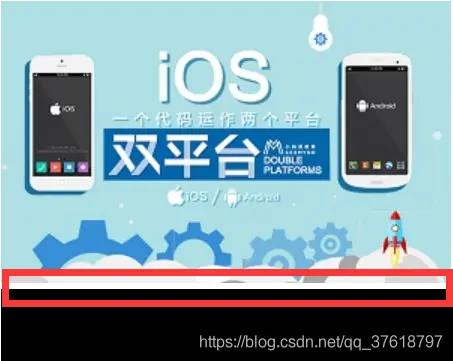 iOS
iOS
Android
一个代码运作两个平台
双平台
DOUBLE
PLATFORMS
iOS / Android
https://blog.csdn.net/qq_37618797